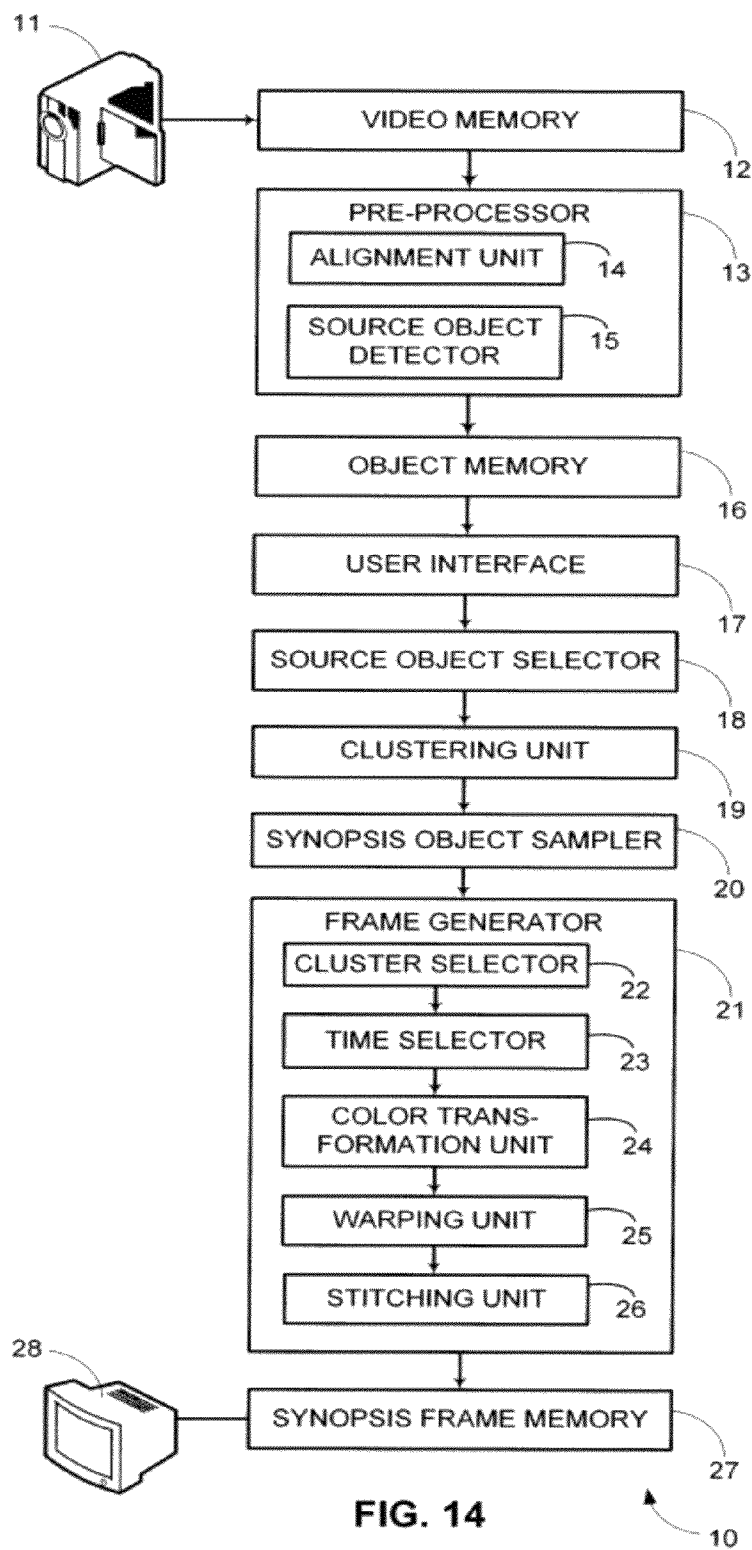 11
VIDEO MEMORY
12
PRE-PROCESSOR
13
ALIGNMENT UNIT
14
SOURCE OBJECT
DETECTOR
15
OBJECT MEMORY
16
USER INTERFACE
17
SOURCE OBJECT SELECTOR
18
CLUSTERING UNIT
19
SYNOPSIS OBJECT SAMPLER
20
FRAME GENERATOR
21
CLUSTER SELECTOR
22
TIME SELECTOR
23
COLOR TRANS-
FORMATION UNIT
24
WARPING UNIT
25
STITCHING UNIT
26
28
SYNOPSIS FRAME MEMORY
27
FIG. 14
10